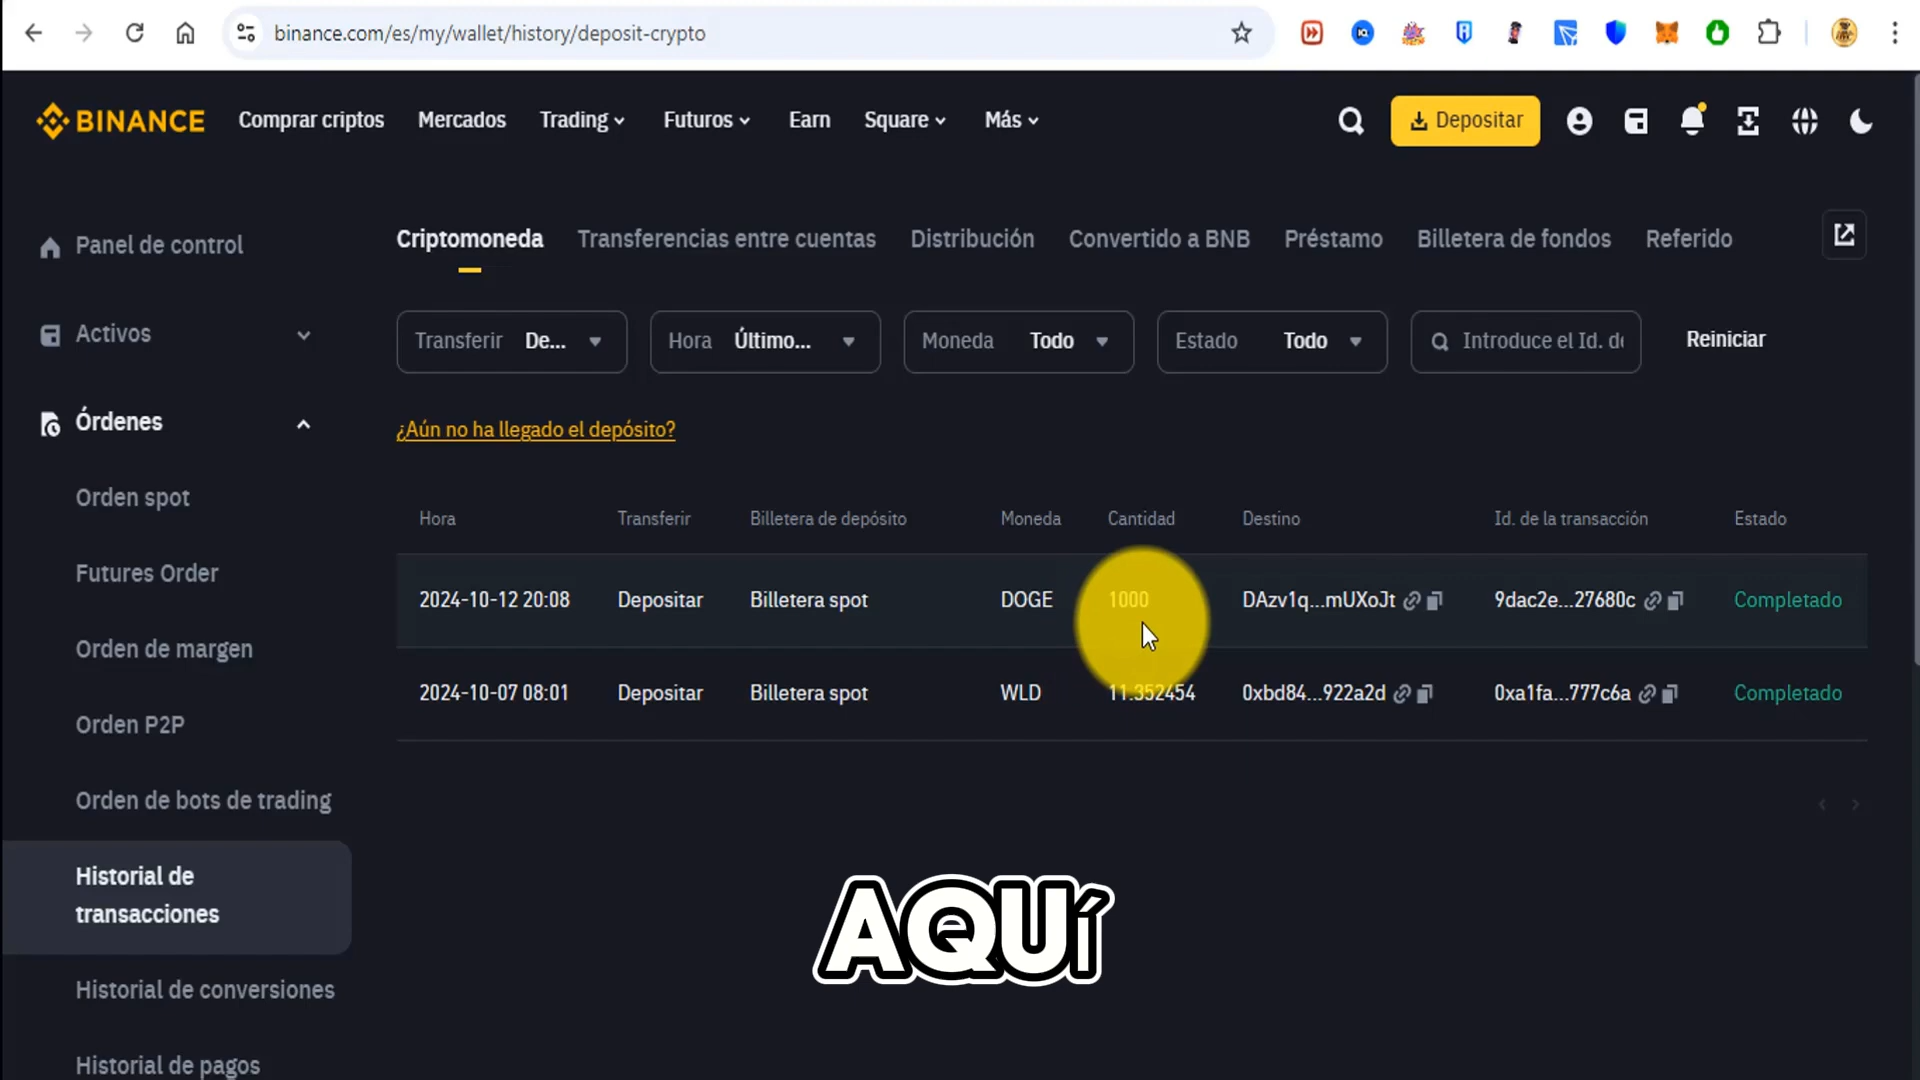 binance.com/es/my/wallet/history/deposit-crypto
BINANCE Comprar criptos Mercados Trading Futuros Earn Square Más Depositar
Panel de control
Activos
Órdenes
Orden spot
Futures Order
Orden de margen
Orden P2P
Orden de bots de trading
Historial de
transacciones
Historial de conversiones
Historial de pagos
Criptomoneda Transferencias entre cuentas Distribución Convertido a BNB Préstamo Billetera de fondos Referido
Transferir De... Hora Último... Moneda Todo Estado Todo Introduce el Id. de Reiniciar
¿Aún no ha llegado el depósito?
Hora Transferir Billetera de depósito Moneda Cantidad Destino Id. de la transacción Estado
2024-10-12 20:08 Depositar Billetera spot DOGE 1000 DAzv1q...mUXoJt 9dac2e...27680c Completado
2024-10-07 08:01 Depositar Billetera spot WLD 11.352454 0xbd84...922a2d 0xa1fa...777c6a Completado
AQUÍ